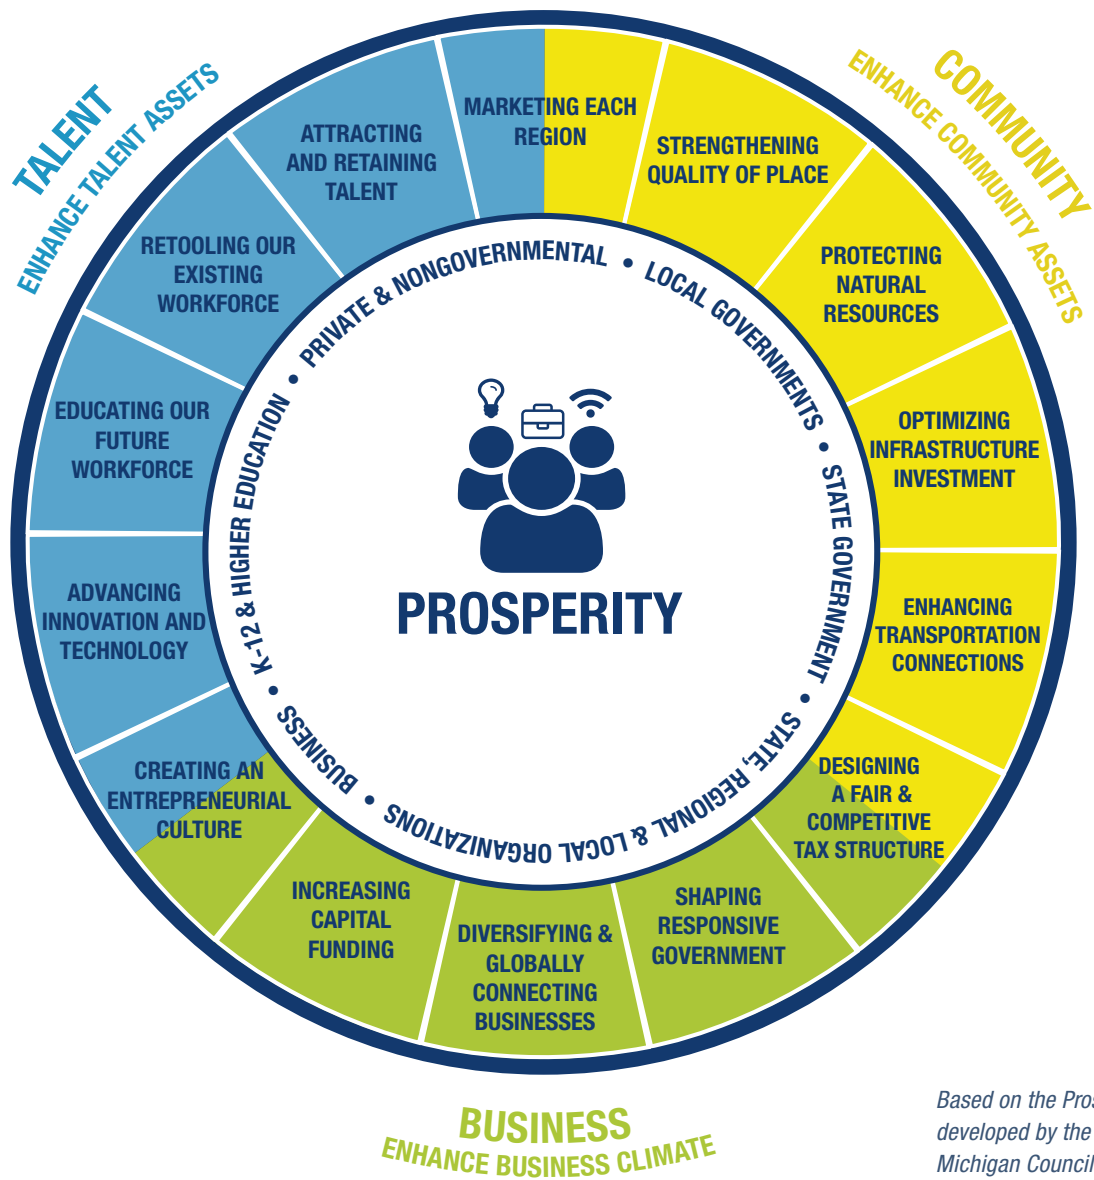 TALENT
ENHANCE TALENT ASSETS
COMMUNITY
ENHANCE COMMUNITY ASSETS
MARKETING EACH
REGION
STRENGTHENING
QUALITY OF PLACE
PROTECTING
NATURAL
RESOURCES
OPTIMIZING
INFRASTRUCTURE
INVESTMENT
ENHANCING
TRANSPORTATION
CONNECTIONS
DESIGNING
A FAIR &
COMPETITIVE
TAX STRUCTURE
SHAPING
RESPONSIVE
GOVERNMENT
DIVERSIFYING &
GLOBALLY
CONNECTING
BUSINESSES
INCREASING
CAPITAL
FUNDING
CREATING AN
ENTREPRENEURIAL
CULTURE
ADVANCING
INNOVATION AND
TECHNOLOGY
EDUCATING OUR
FUTURE
WORKFORCE
RETOOLING OUR
EXISTING
WORKFORCE
ATTRACTING
AND RETAINING
TALENT
PRIVATE & NONGOVERNMENTAL • LOCAL GOVERNMENTS • STATE GOVERNMENT • STATE, REGIONAL & LOCAL ORGANIZATIONS • BUSINESS • K-12 & HIGHER EDUCATION •
PROSPERITY
BUSINESS
ENHANCE BUSINESS CLIMATE
Based on the Pros
developed by the
Michigan Council